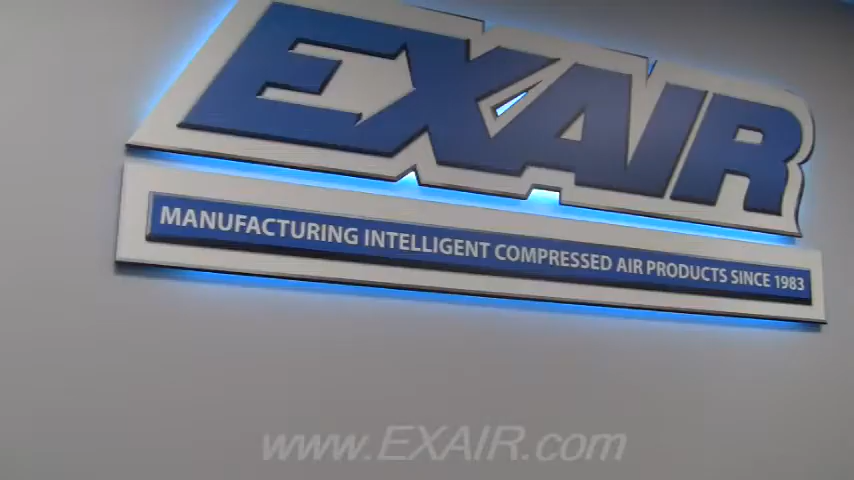 EXAIR
MANUFACTURING INTELLIGENT COMPRESSED AIR PRODUCTS SINCE 1983
www.EXAIR.com